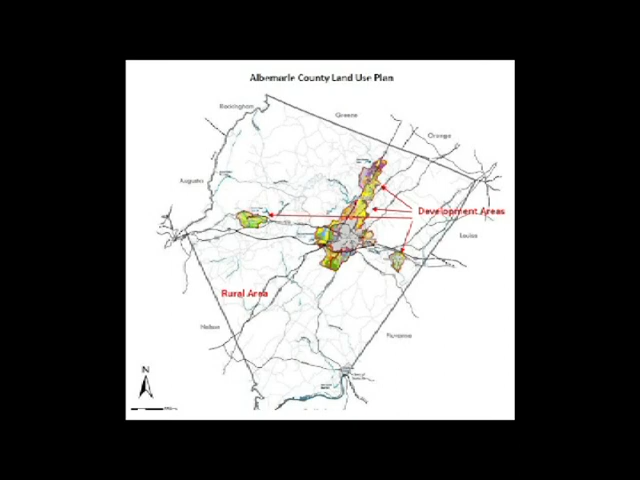 Albemarle County Land Use Plan
Rockingham
Greene
Orange
Augusta
Development Areas
Louisa
Rural Area
Nelson
Fluvanna
N